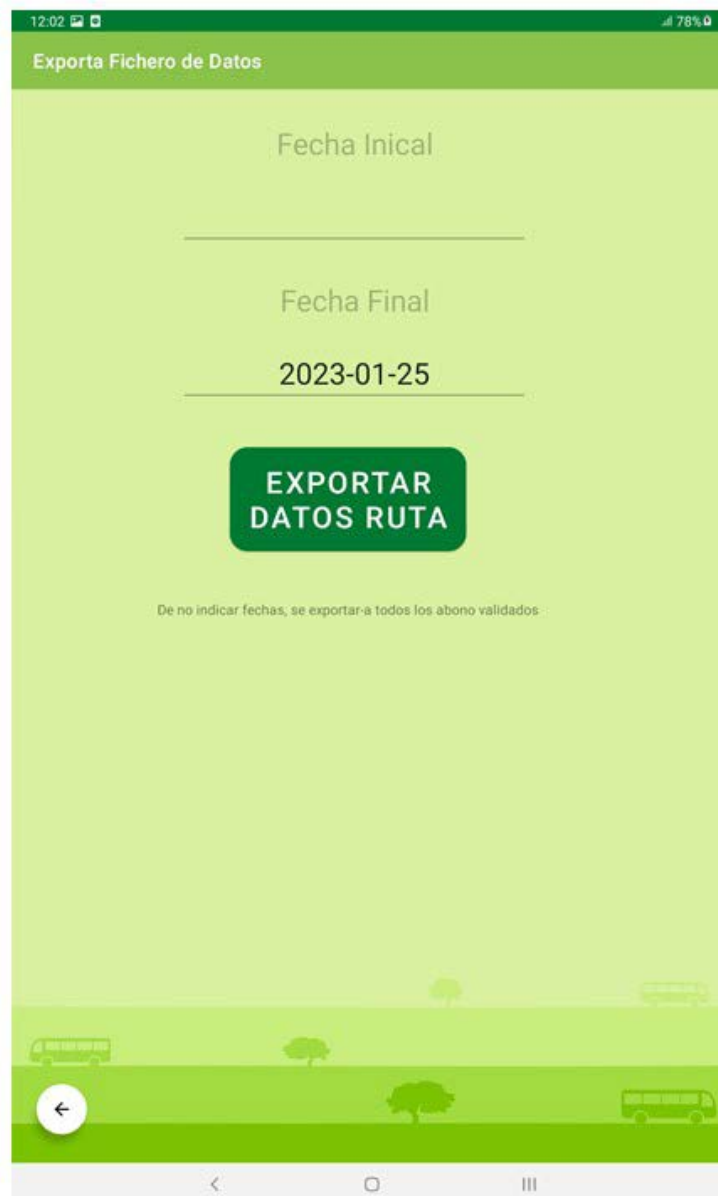 12:02
78%
Exporta Fichero de Datos
Fecha Inical
Fecha Final
2023-01-25
EXPORTAR
DATOS RUTA
De no indicar fechas, se exportar-a todos los abono validados